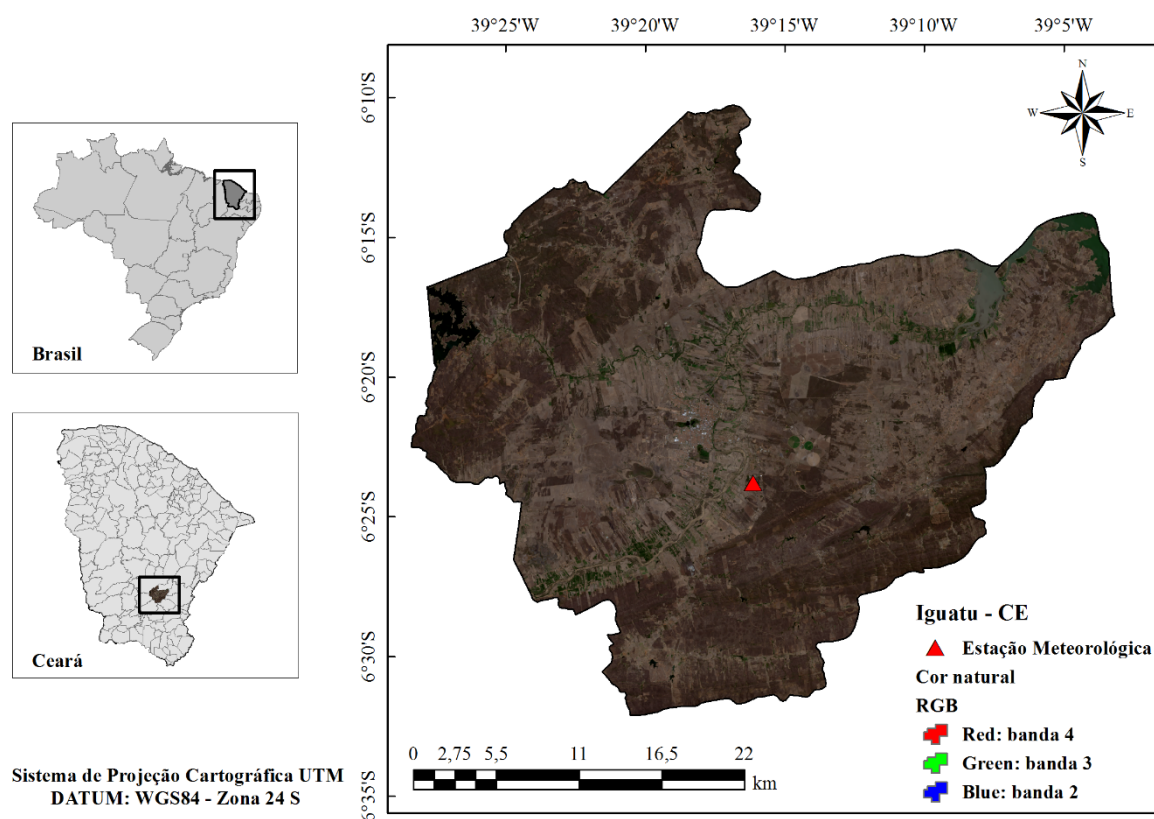 39°25'W 39°20'W 39°15'W 39°10'W 39°5'W
6°10'S
6°15'S
6°20'S
6°25'S
6°30'S
6°35'S
N
W E
S
Brasil
Ceará
Sistema de Projeção Cartográfica UTM
DATUM: WGS84 - Zona 24 S
0 2,75 5,5 11 16,5 22
km
Iguatu - CE
Estação Meteorológica
Cor natural
RGB
Red: banda 4
Green: banda 3
Blue: banda 2